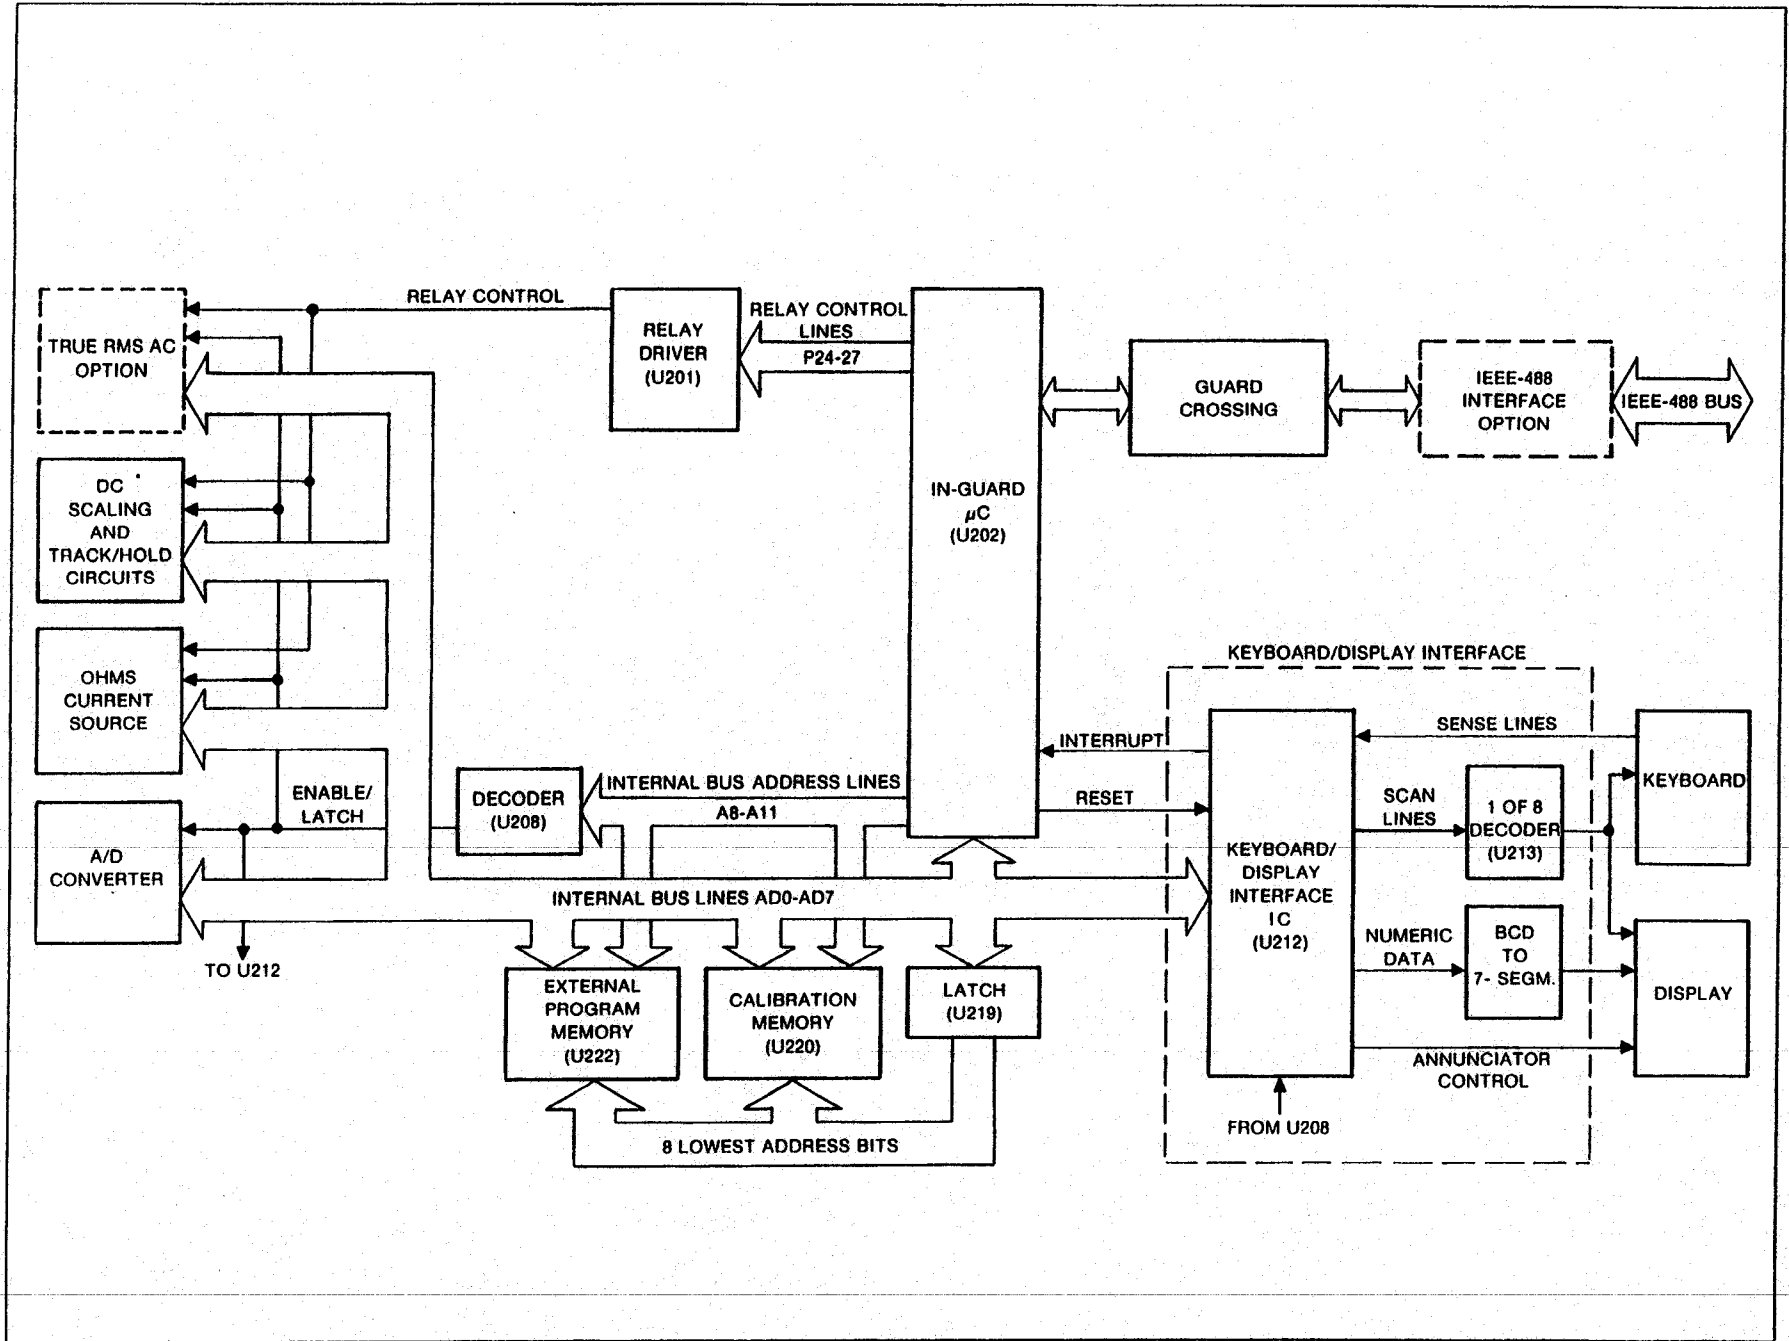 TRUE RMS AC
OPTION
RELAY CONTROL
RELAY
DRIVER
(U201)
RELAY CONTROL
LINES
P24-27
IN-GUARD
µC
(U202)
GUARD
CROSSING
IEEE-488
INTERFACE
OPTION
IEEE-488 BUS
DC
SCALING
AND
TRACK/HOLD
CIRCUITS
OHMS
CURRENT
SOURCE
A/D
CONVERTER
ENABLE/
LATCH
TO U212
DECODER
(U208)
INTERNAL BUS ADDRESS LINES
A8-A11
INTERNAL BUS LINES AD0-AD7
EXTERNAL
PROGRAM
MEMORY
(U222)
CALIBRATION
MEMORY
(U220)
LATCH
(U219)
8 LOWEST ADDRESS BITS
INTERRUPT
RESET
KEYBOARD/DISPLAY INTERFACE
KEYBOARD/
DISPLAY
INTERFACE
IC
(U212)
FROM U208
SENSE LINES
SCAN
LINES
1 OF 8
DECODER
(U213)
NUMERIC
DATA
BCD
TO
7- SEGM.
ANNUNCIATOR
CONTROL
KEYBOARD
DISPLAY